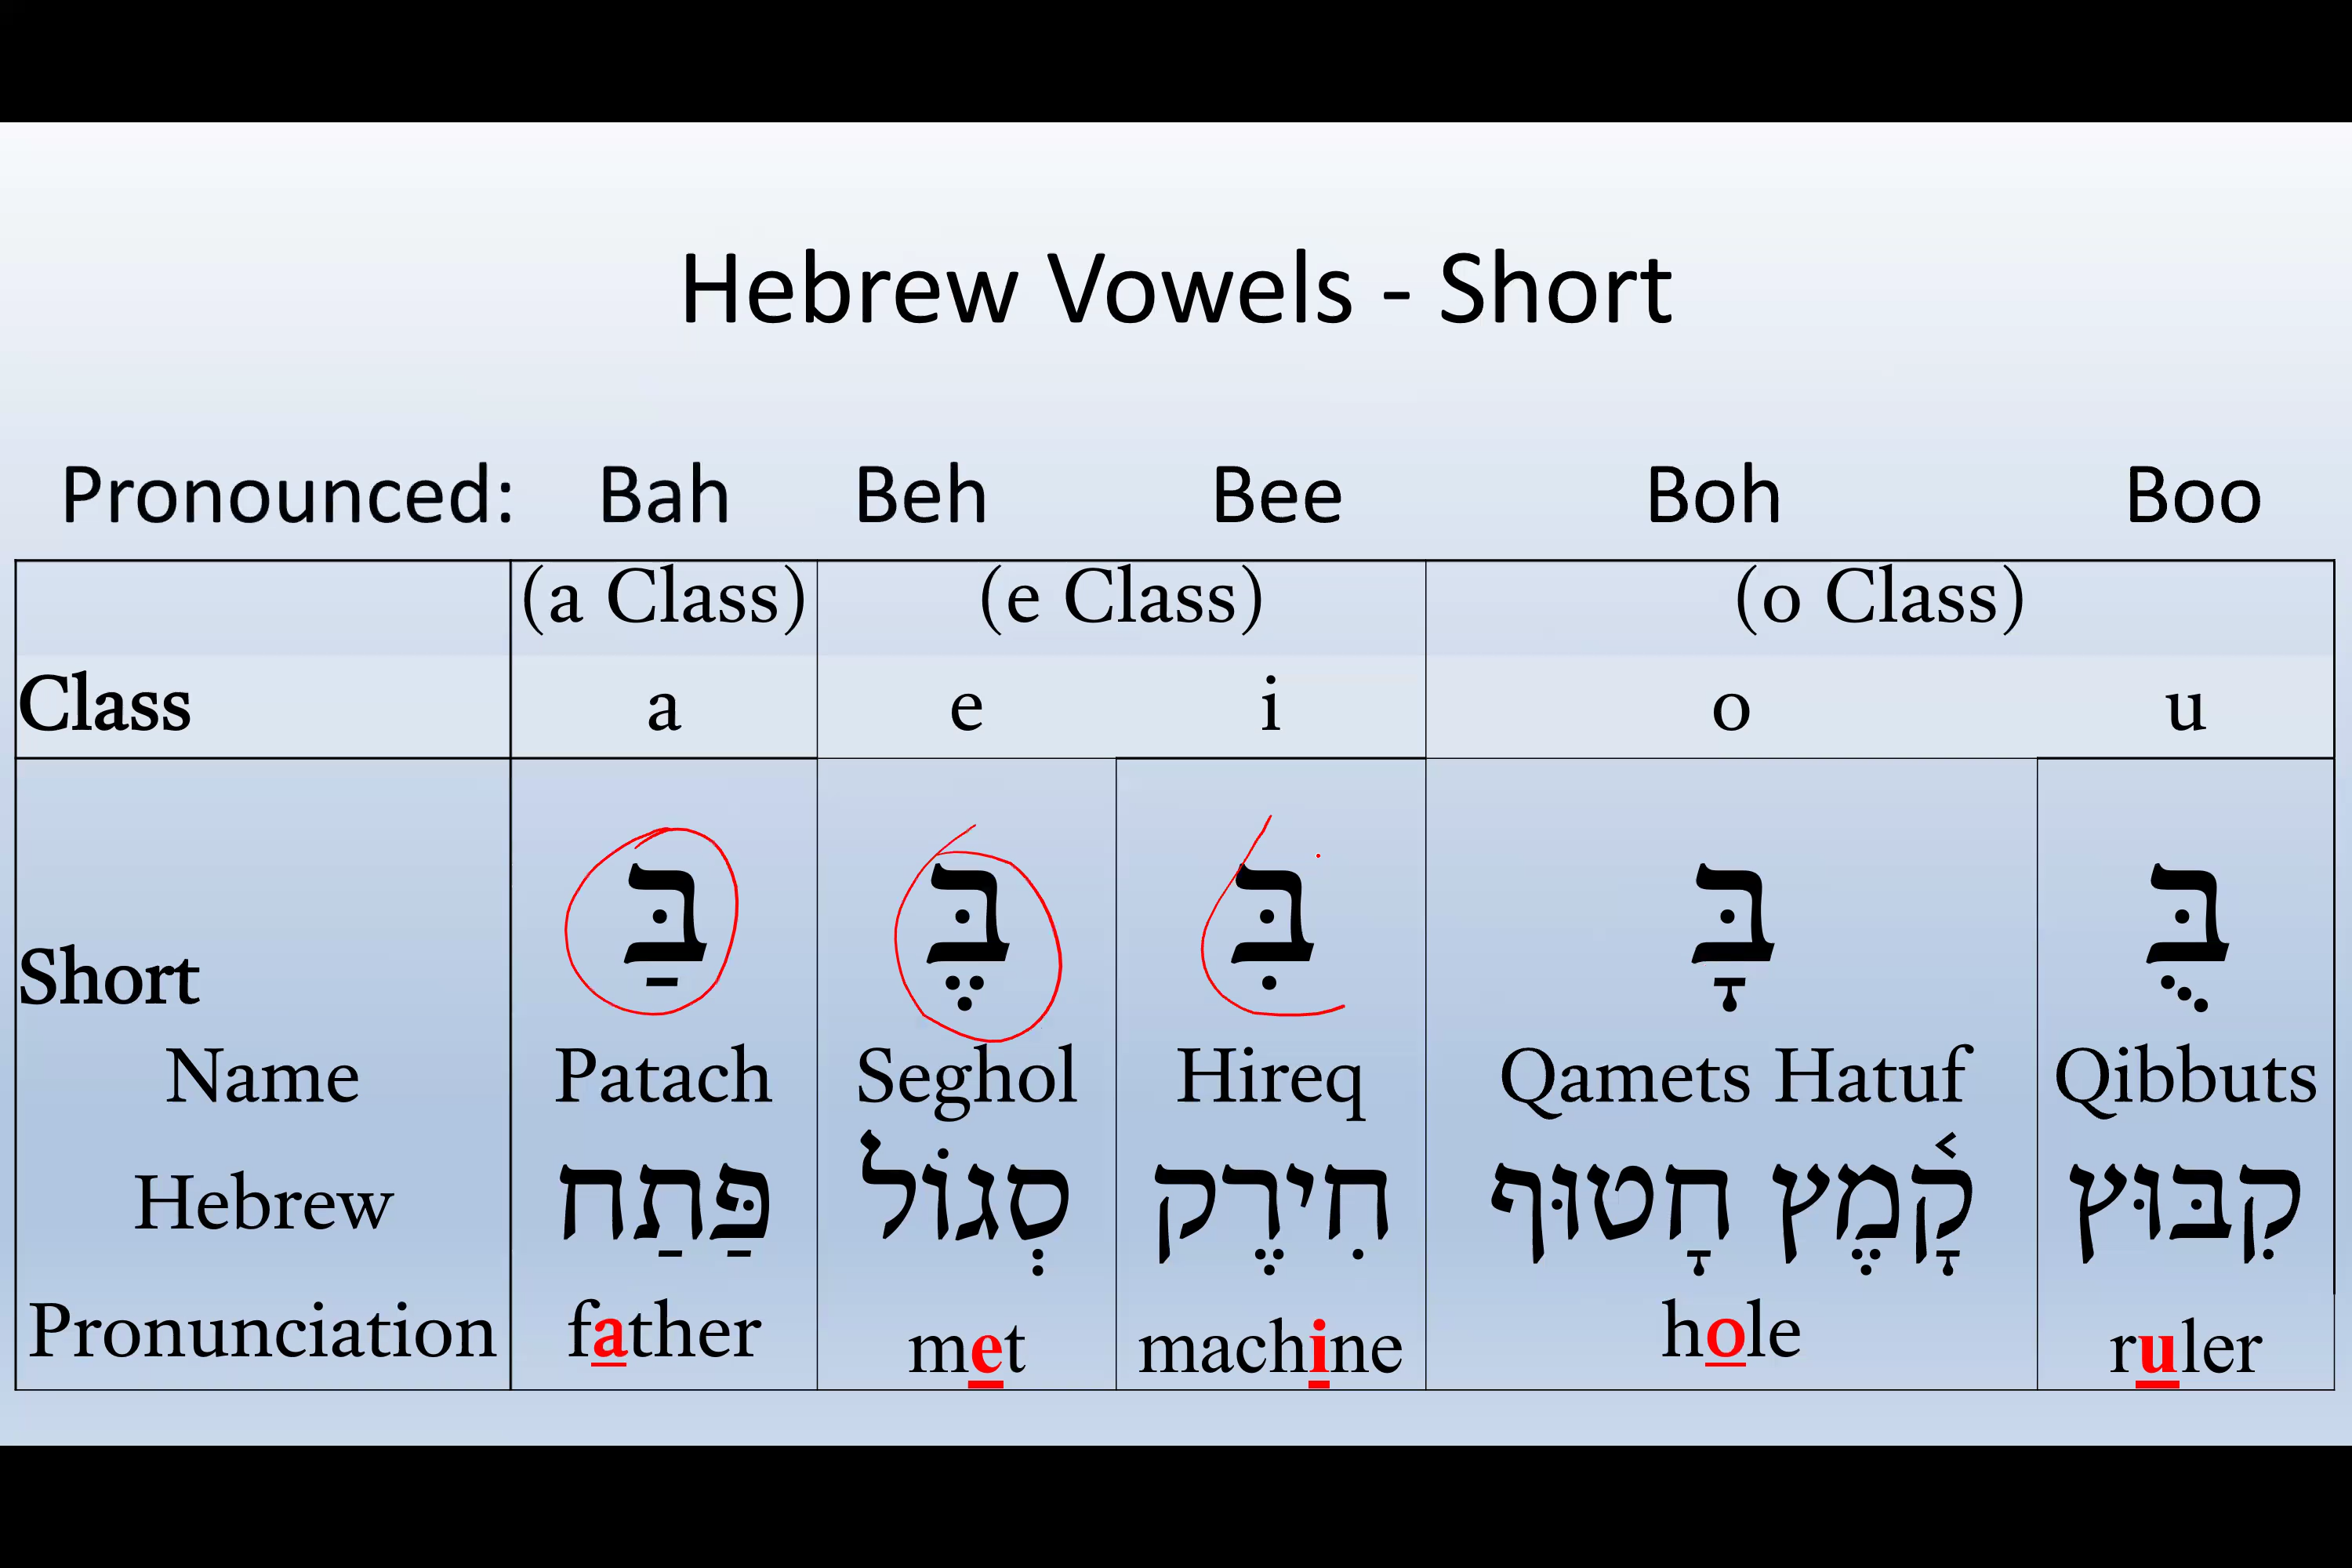 Hebrew Vowels - Short
Pronounced: Bah Beh Bee Boh Boo
(a Class) (e Class) (o Class)
Class a e i o u
Short בַּ בֶּ בִּ בָּ בֻּ
Name Patach Seghol Hireq Qamets Hatuf Qibbuts
Hebrew פַּתַח סְגוֹל חִירֶק קָ֫מֶץ חָטוּף קִבּוּץ
Pronunciation father met machine hole ruler